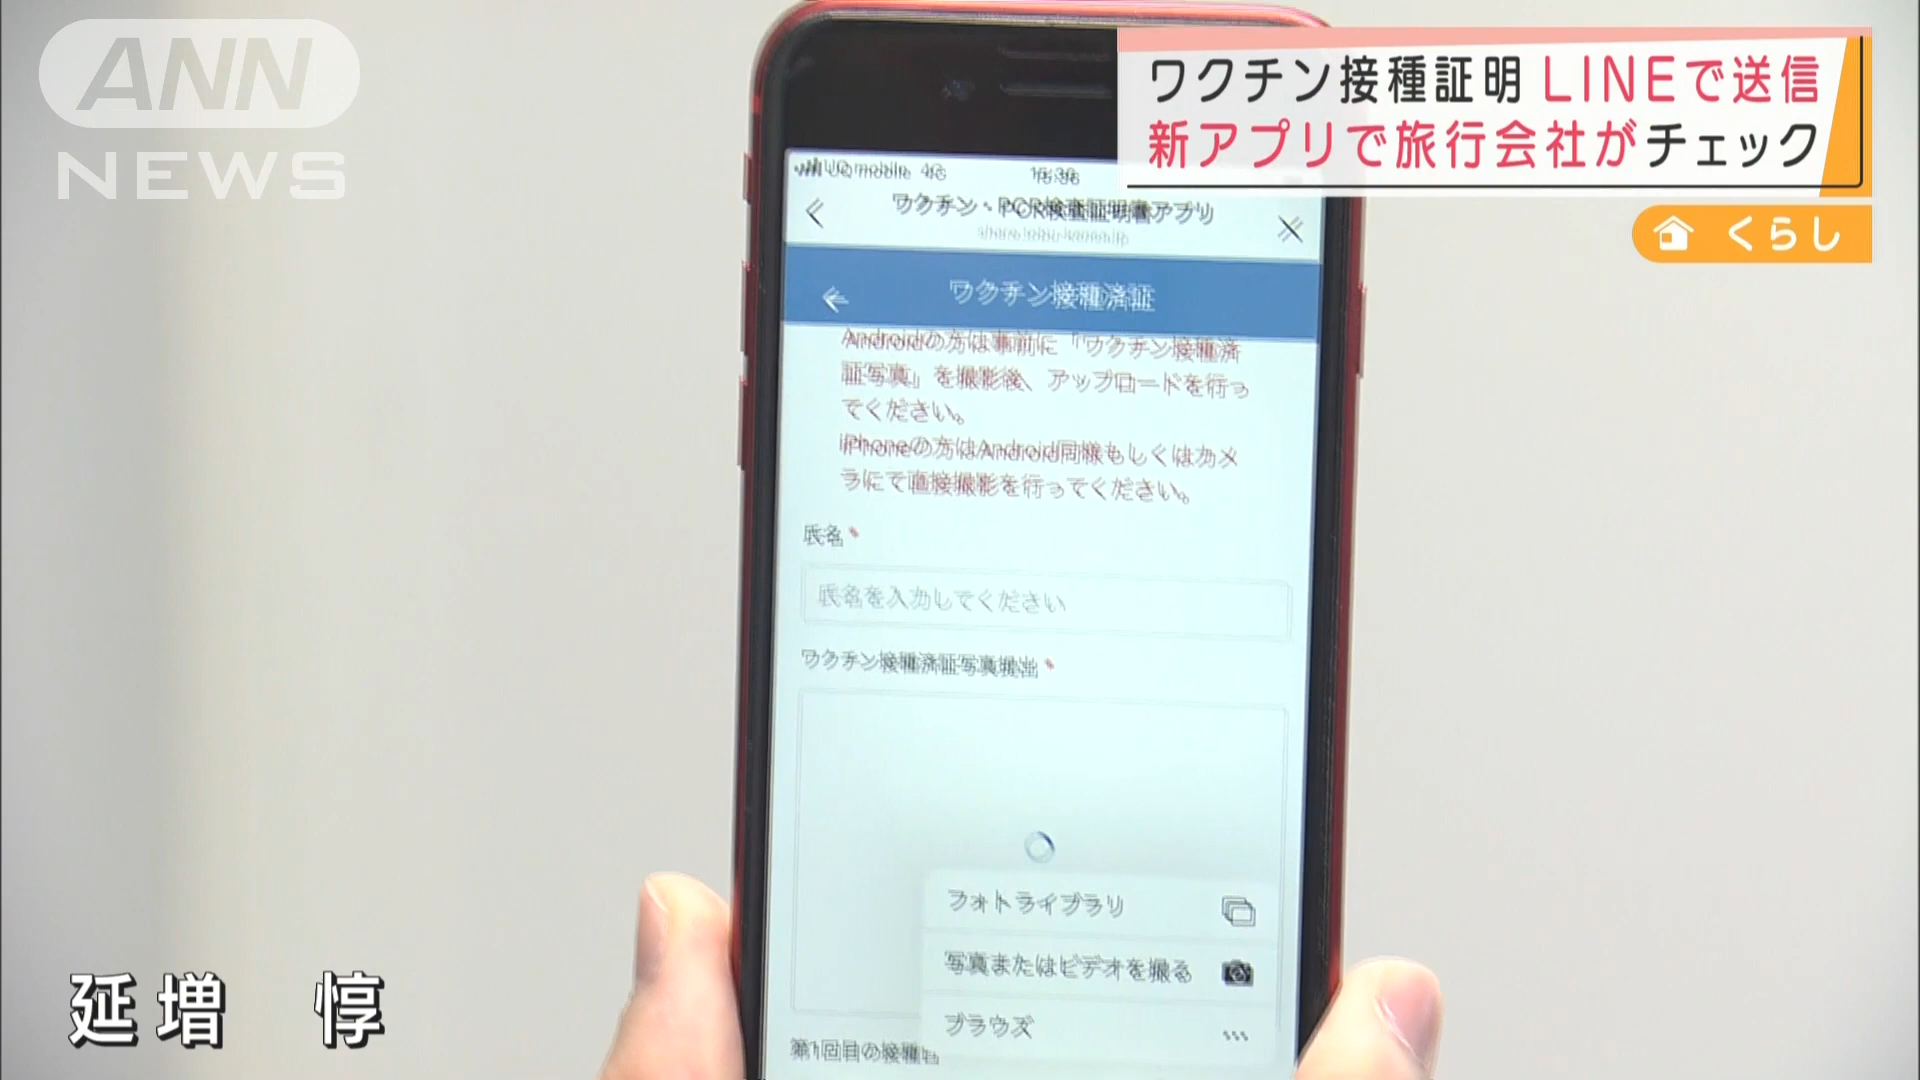 ANN
NEWS
ワクチン接種証明 LINEで送信
新アプリで旅行会社がチェック
くらし
UQ mobile 4G
ワクチン・PCR検査証明書アプリ
ワクチン接種済証
Androidの方は事前に「ワクチン接種済
証写真」を撮影後、アップロードを行っ
てください。
iPhoneの方はAndroid同様もしくはカメ
ラにて直接撮影を行ってください。
氏名*
氏名を入力してください
ワクチン接種済証写真提出*
フォトライブラリ
写真またはビデオを撮る
ブラウズ
第1回目の接種日
延増 惇